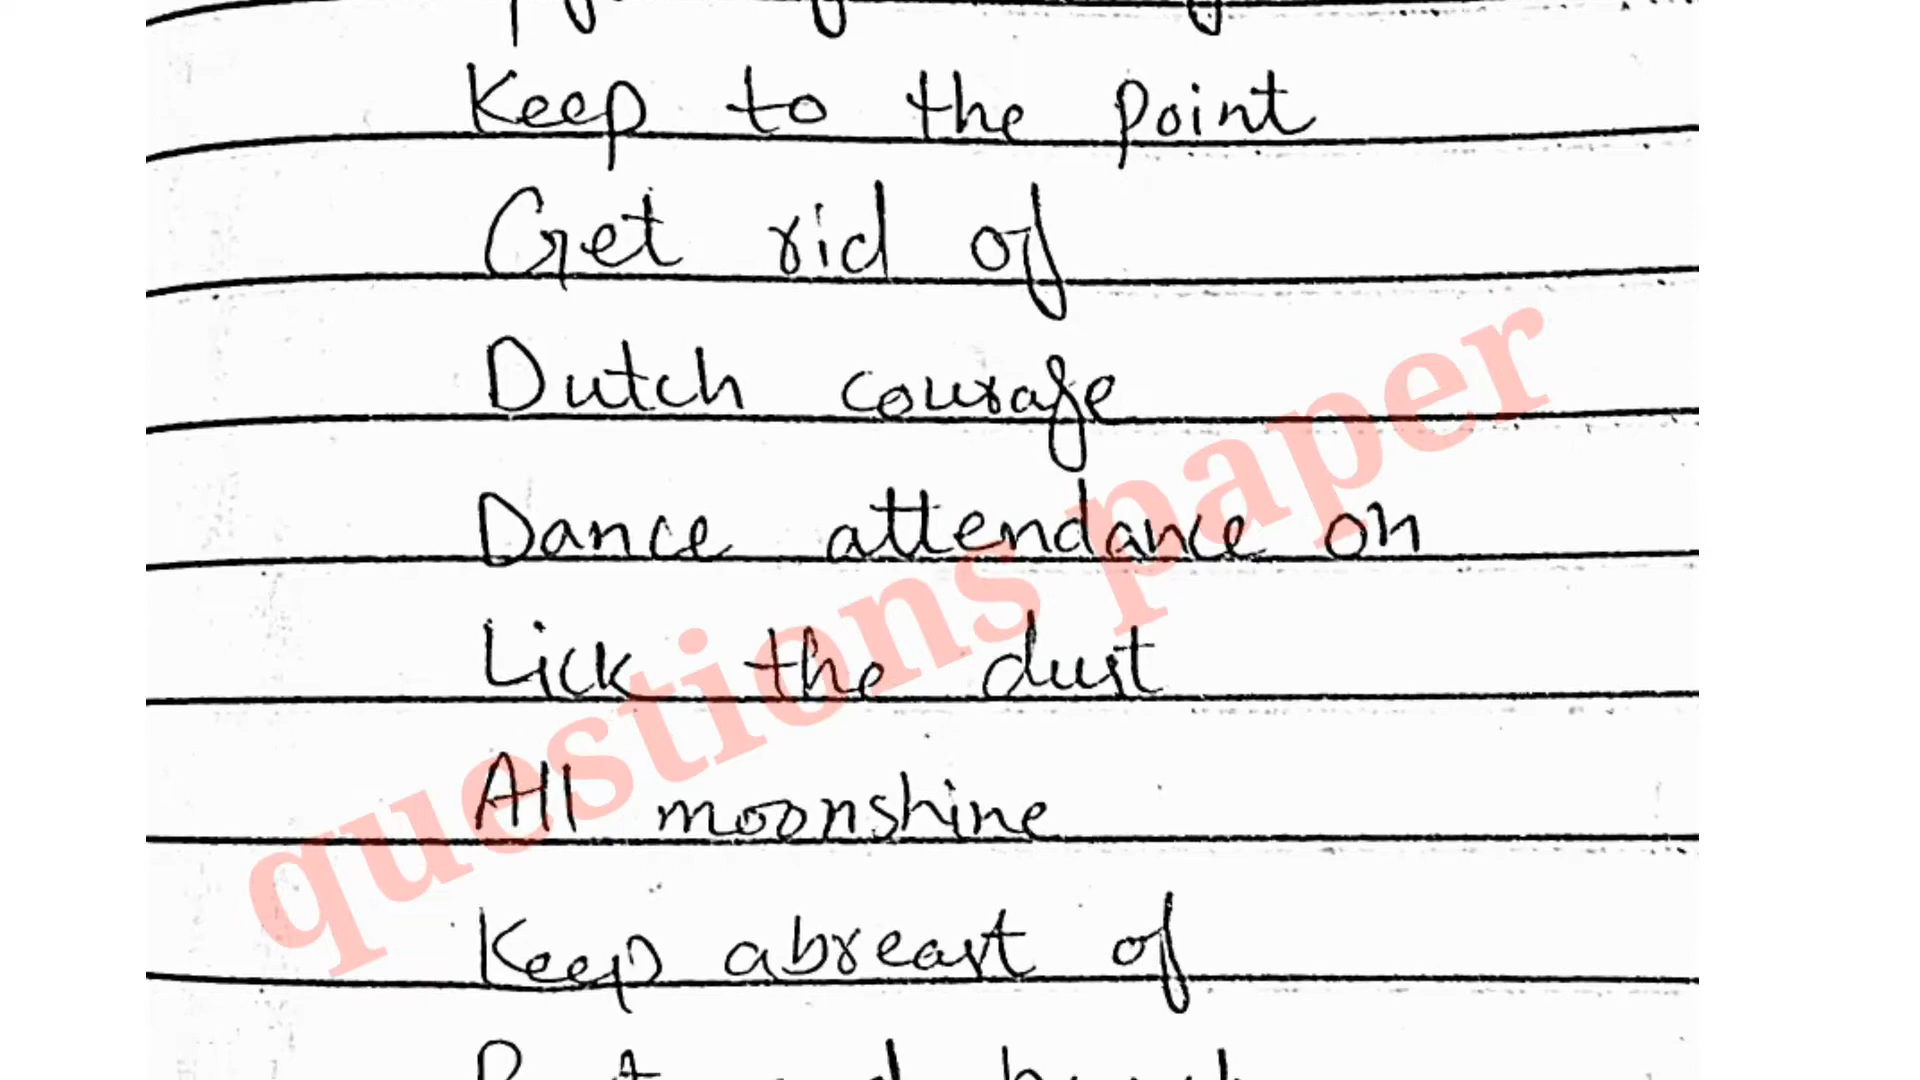 Keep to the point
Get rid of
Dutch courage
Dance attendance on
Lick the dust
All moonshine
Keep abreast of
questions paper